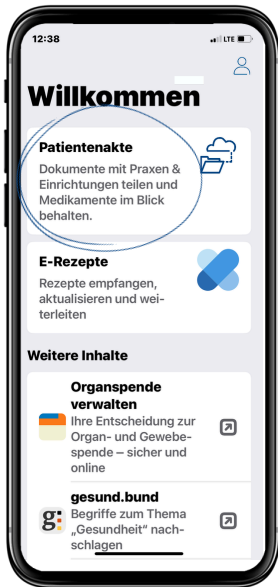 12:38
LTE
Willkommen
Patientenakte
Dokumente mit Praxen &
Einrichtungen teilen und
Medikamente im Blick
behalten.
E-Rezepte
Rezepte empfangen,
aktualisieren und wei-
terleiten
Weitere Inhalte
Organspende
verwalten
Ihre Entscheidung zur
Organ- und Gewebe-
spende – sicher und
online
g:
gesund.bund
Begriffe zum Thema
„Gesundheit" nach-
schlagen